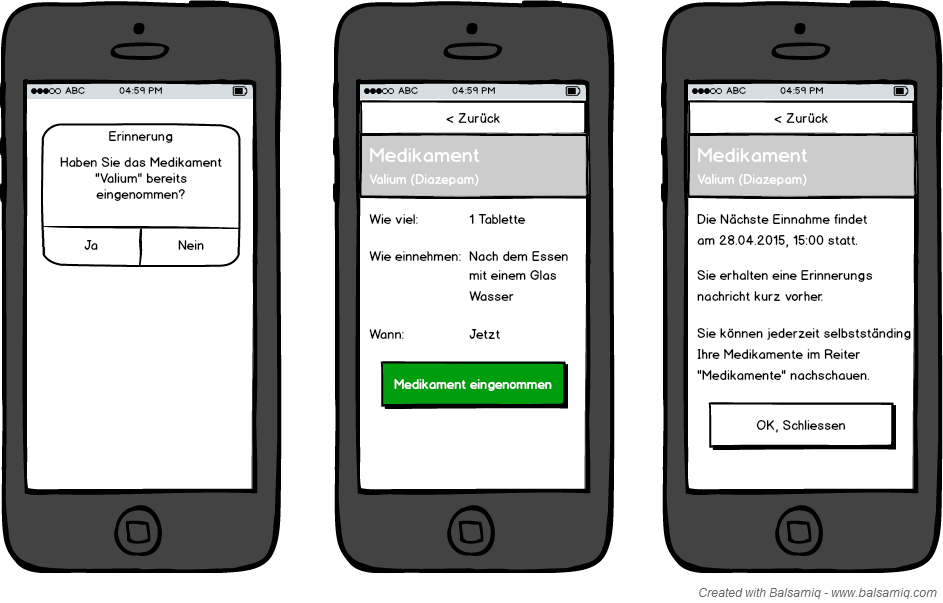 ABC 04:59 PM
Erinnerung
Haben Sie das Medikament
"Valium" bereits
eingenommen?
Ja Nein
ABC 04:59 PM
< Zurück
Medikament
Valium (Diazepam)
Wie viel: 1 Tablette
Wie einnehmen: Nach dem Essen
mit einem Glas
Wasser
Wann: Jetzt
Medikament eingenommen
ABC 04:59 PM
< Zurück
Medikament
Valium (Diazepam)
Die Nächste Einnahme findet
am 28.04.2015, 15:00 statt.
Sie erhalten eine Erinnerungs
nachricht kurz vorher.
Sie können jederzeit selbstständing
Ihre Medikamente im Reiter
"Medikamente" nachschauen.
OK, Schliessen
Created with Balsamiq - www.balsamiq.com